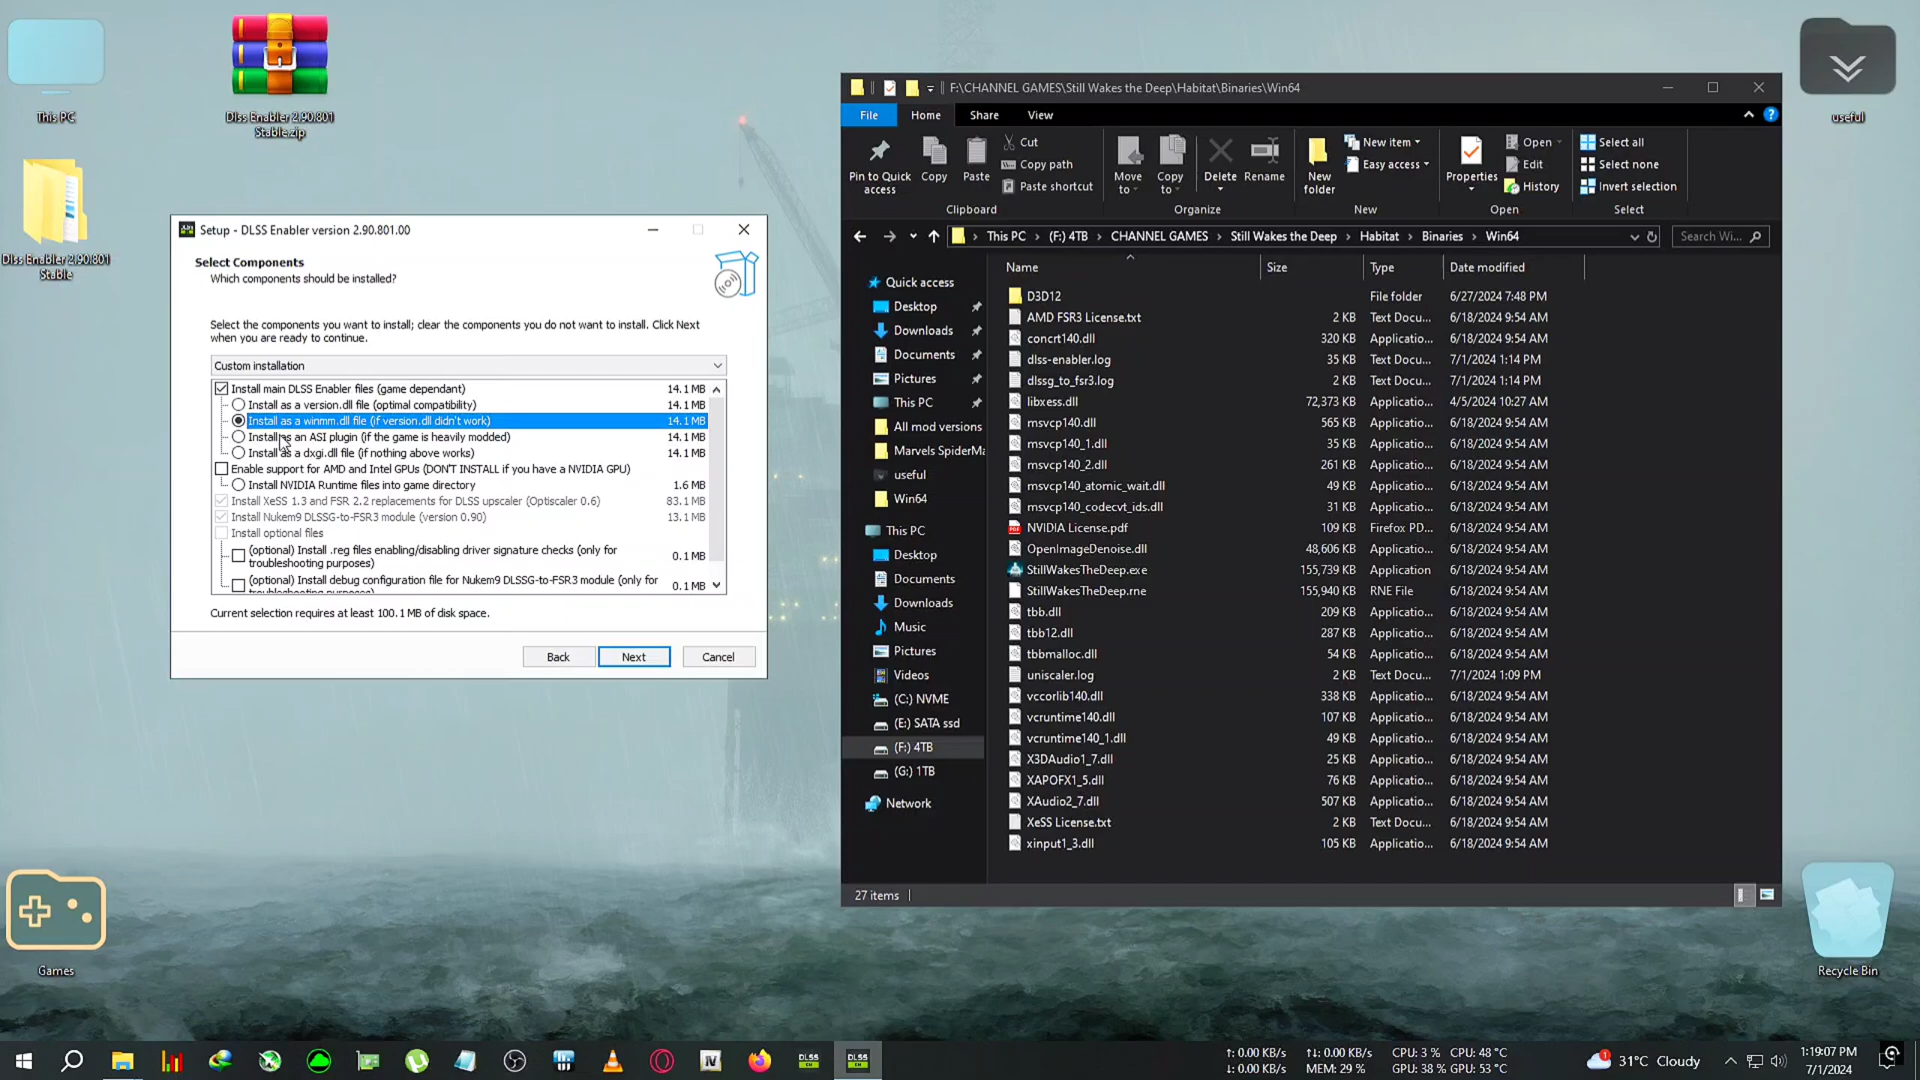 This PC
Dlss Enabler 2,90,801
Stable.zip
Dlss Enabler 2,90,801
Stable
Games
useful
Recycle Bin
Setup - DLSS Enabler version 2.90.801.00
Select Components
Which components should be installed?
Select the components you want to install; clear the components you do not want to install. Click Next
when you are ready to continue.
Custom installation
Install main DLSS Enabler files (game dependant) 14.1 MB
Install as a version.dll file (optimal compatibility) 14.1 MB
Install as a winmm.dll file (if version.dll didn't work) 14.1 MB
Install as an ASI plugin (if the game is heavily modded) 14.1 MB
Install as a dxgi.dll file (if nothing above works) 14.1 MB
Enable support for AMD and Intel GPUs (DON'T INSTALL if you have a NVIDIA GPU)
Install NVIDIA Runtime files into game directory 1.6 MB
Install XeSS 1.3 and FSR 2.2 replacements for DLSS upscaler (Optiscaler 0.6) 83.1 MB
Install Nukem9 DLSSG-to-FSR3 module (version 0.90) 13.1 MB
Install optional files
(optional) Install .reg files enabling/disabling driver signature checks (only for
troubleshooting purposes) 0.1 MB
(optional) Install debug configuration file for Nukem9 DLSSG-to-FSR3 module (only for
troubleshooting purposes) 0.1 MB
Current selection requires at least 100.1 MB of disk space.
Back Next Cancel
F:\CHANNEL GAMES\Still Wakes the Deep\Habitat\Binaries\Win64
File Home Share View
Pin to Quick
access
Copy
Paste
Cut
Copy path
Paste shortcut
Move
to
Copy
to
Delete
Rename
New
folder
New item
Easy access
Properties
Open
Edit
History
Select all
Select none
Invert selection
Clipboard Organize New Open Select
This PC > (F:) 4TB > CHANNEL GAMES > Still Wakes the Deep > Habitat > Binaries > Win64
Search Wi...
Quick access
Desktop
Downloads
Documents
Pictures
This PC
All mod versions
Marvels SpiderMa
useful
Win64
This PC
Desktop
Documents
Downloads
Music
Pictures
Videos
(C:) NVME
(E:) SATA ssd
(F:) 4TB
(G:) 1TB
Network
Name Size Type Date modified
D3D12 File folder 6/27/2024 7:48 PM
AMD FSR3 License.txt 2 KB Text Docu... 6/18/2024 9:54 AM
concrt140.dll 320 KB Applicatio... 6/18/2024 9:54 AM
dlss-enabler.log 35 KB Text Docu... 7/1/2024 1:14 PM
dlssg_to_fsr3.log 2 KB Text Docu... 7/1/2024 1:14 PM
libxess.dll 72,373 KB Applicatio... 4/5/2024 10:27 AM
msvcp140.dll 565 KB Applicatio... 6/18/2024 9:54 AM
msvcp140_1.dll 35 KB Applicatio... 6/18/2024 9:54 AM
msvcp140_2.dll 261 KB Applicatio... 6/18/2024 9:54 AM
msvcp140_atomic_wait.dll 49 KB Applicatio... 6/18/2024 9:54 AM
msvcp140_codecvt_ids.dll 31 KB Applicatio... 6/18/2024 9:54 AM
NVIDIA License.pdf 109 KB Firefox PD... 6/18/2024 9:54 AM
OpenImageDenoise.dll 48,606 KB Applicatio... 6/18/2024 9:54 AM
StillWakesTheDeep.exe 155,739 KB Application 6/18/2024 9:54 AM
StillWakesTheDeep.rne 155,940 KB RNE File 6/18/2024 9:54 AM
tbb.dll 209 KB Applicatio... 6/18/2024 9:54 AM
tbb12.dll 287 KB Applicatio... 6/18/2024 9:54 AM
tbbmalloc.dll 54 KB Applicatio... 6/18/2024 9:54 AM
uniscaler.log 2 KB Text Docu... 7/1/2024 1:09 PM
vccorlib140.dll 338 KB Applicatio... 6/18/2024 9:54 AM
vcruntime140.dll 107 KB Applicatio... 6/18/2024 9:54 AM
vcruntime140_1.dll 49 KB Applicatio... 6/18/2024 9:54 AM
X3DAudio1_7.dll 25 KB Applicatio... 6/18/2024 9:54 AM
XAPOFX1_5.dll 76 KB Applicatio... 6/18/2024 9:54 AM
XAudio2_7.dll 507 KB Applicatio... 6/18/2024 9:54 AM
XeSS License.txt 2 KB Text Docu... 6/18/2024 9:54 AM
xinput1_3.dll 105 KB Applicatio... 6/18/2024 9:54 AM
27 items
IV
DLSS
DLSS
↑: 0.00 KB/s ↑↓: 0.00 KB/s CPU: 3 % CPU: 48 °C
↓: 0.00 KB/s MEM: 29 % GPU: 38 % GPU: 53 °C
1
31°C Cloudy
1:19:07 PM
7/1/2024